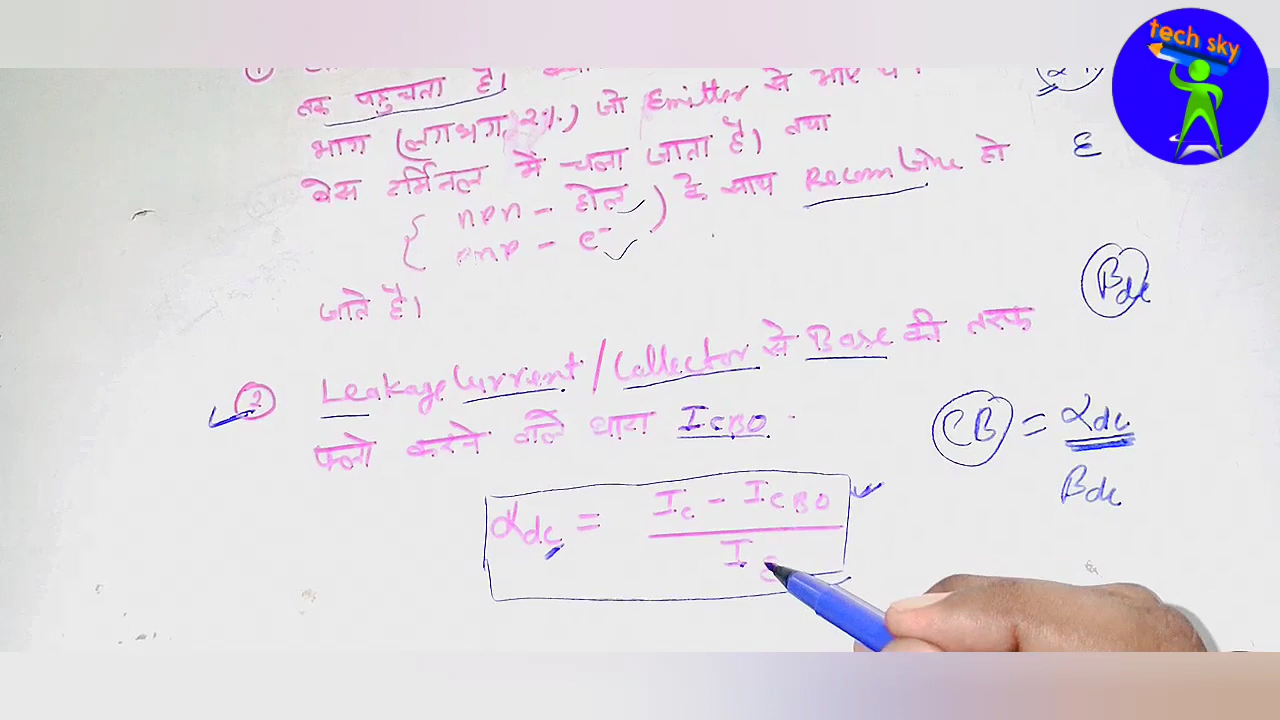 tech sky
तक पहुचता है।
भाग (लगभग 2%) जो Emitter से आए थे।
बेस टर्मिनल में चला जाता है। तथा
{ npn - होल ) के साथ Recombine हो
pnp - e⁻
जाते है।
βdc
② Leakage Current / Collector से Base की तरफ
फ्लो करने वाले धारा ICBO
CB = αdc
βdc
αdc = IC - ICBO / IE